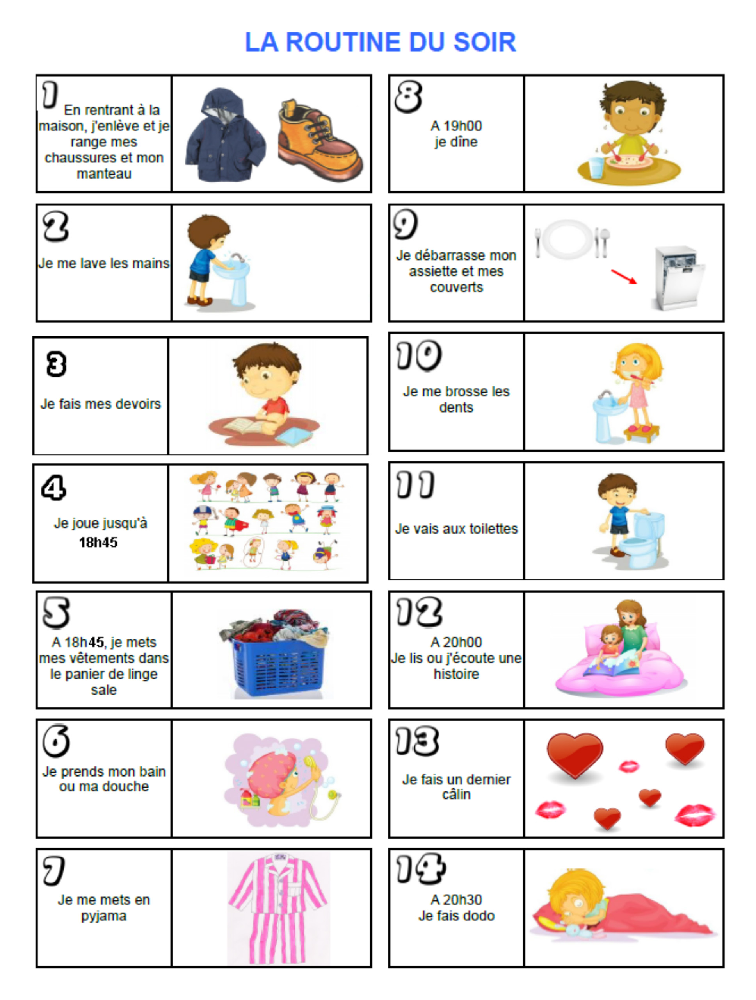 LA ROUTINE DU SOIR
1
En rentrant à la
maison, j'enlève et je
range mes
chaussures et mon
manteau
2
Je me lave les mains
3
Je fais mes devoirs
4
Je joue jusqu'à
18h45
5
A 18h45, je mets
mes vêtements dans
le panier de linge
sale
6
Je prends mon bain
ou ma douche
7
Je me mets en
pyjama
8
A 19h00
je dîne
9
Je débarrasse mon
assiette et mes
couverts
10
Je me brosse les
dents
11
Je vais aux toilettes
12
A 20h00
Je lis ou j'écoute une
histoire
13
Je fais un dernier
câlin
14
A 20h30
Je fais dodo